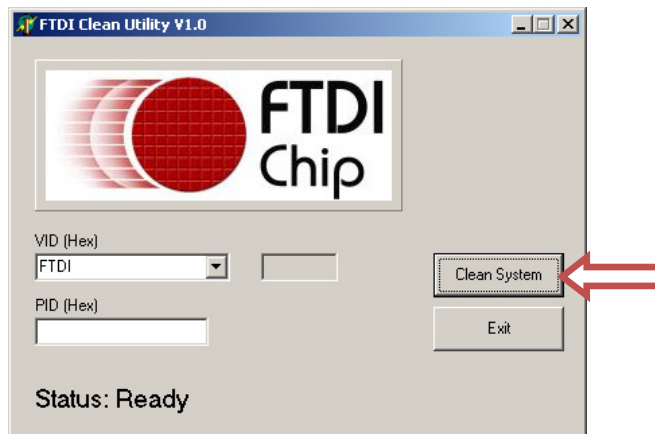 FTDI Clean Utility V1.0
FTDI
Chip
VID (Hex)
FTDI
Clean System
PID (Hex)
Exit
Status: Ready